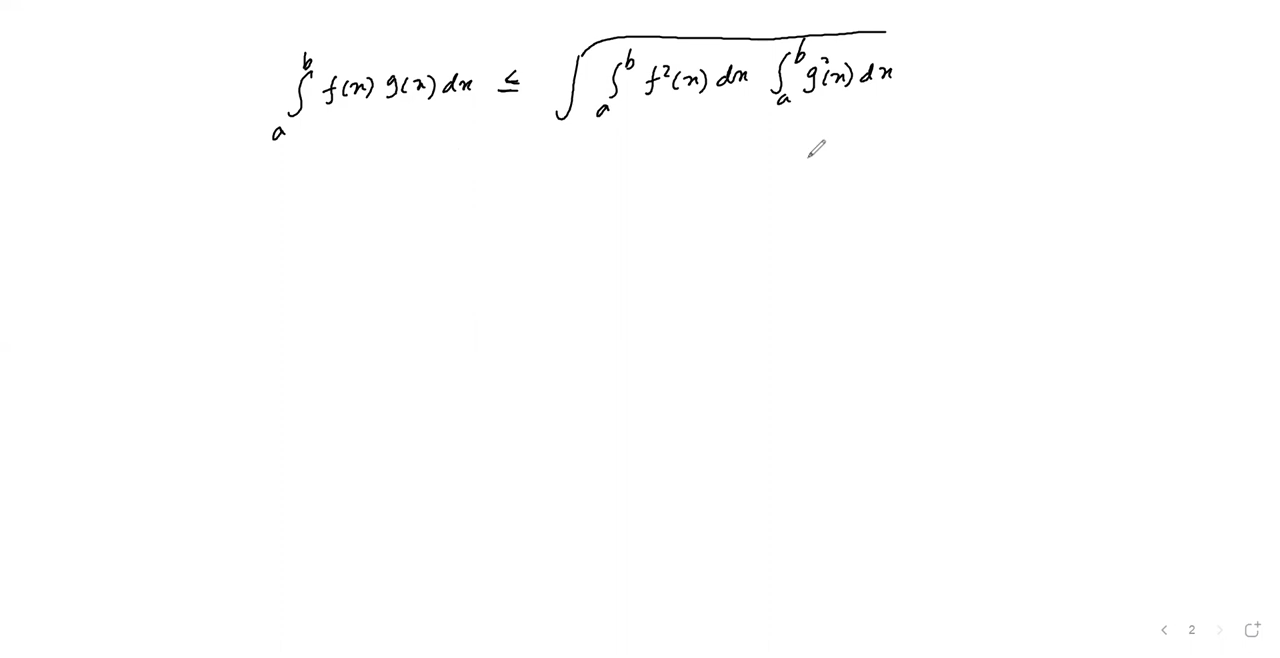 ∫_a^b f(x) g(x) dx ≤ √( ∫_a^b f²(x) dx ∫_a^b g²(x) dx )
< 2 >